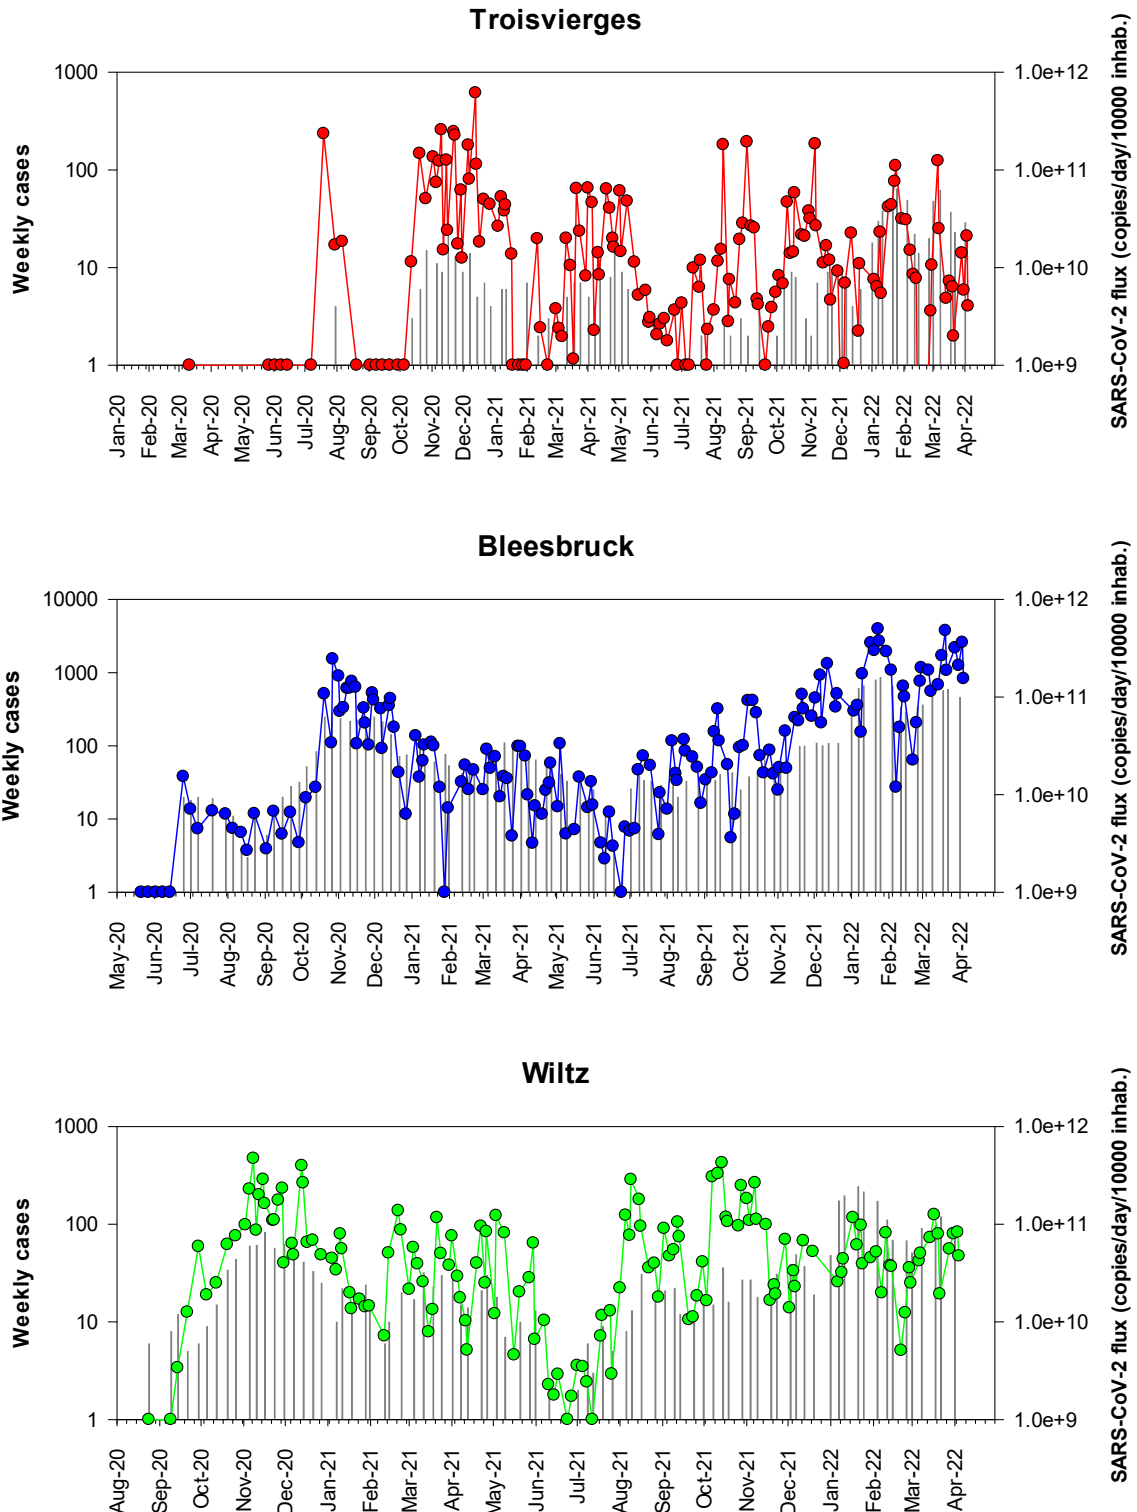 Troisvierges
Weekly cases
SARS-CoV-2 flux (copies/day/10000 inhab.)
1000
100
10
1
1.0e+12
1.0e+11
1.0e+10
1.0e+9
Jan-20
Feb-20
Mar-20
Apr-20
May-20
Jun-20
Jul-20
Aug-20
Sep-20
Oct-20
Nov-20
Dec-20
Jan-21
Feb-21
Mar-21
Apr-21
May-21
Jun-21
Jul-21
Aug-21
Sep-21
Oct-21
Nov-21
Dec-21
Jan-22
Feb-22
Mar-22
Apr-22
Bleesbruck
Weekly cases
SARS-CoV-2 flux (copies/day/10000 inhab.)
10000
1000
100
10
1
1.0e+12
1.0e+11
1.0e+10
1.0e+9
May-20
Jun-20
Jul-20
Aug-20
Sep-20
Oct-20
Nov-20
Dec-20
Jan-21
Feb-21
Mar-21
Apr-21
May-21
Jun-21
Jul-21
Aug-21
Sep-21
Oct-21
Nov-21
Dec-21
Jan-22
Feb-22
Mar-22
Apr-22
Wiltz
Weekly cases
SARS-CoV-2 flux (copies/day/10000 inhab.)
1000
100
10
1
1.0e+12
1.0e+11
1.0e+10
1.0e+9
Aug-20
Sep-20
Oct-20
Nov-20
Dec-20
Jan-21
Feb-21
Mar-21
Apr-21
May-21
Jun-21
Jul-21
Aug-21
Sep-21
Oct-21
Nov-21
Dec-21
Jan-22
Feb-22
Mar-22
Apr-22